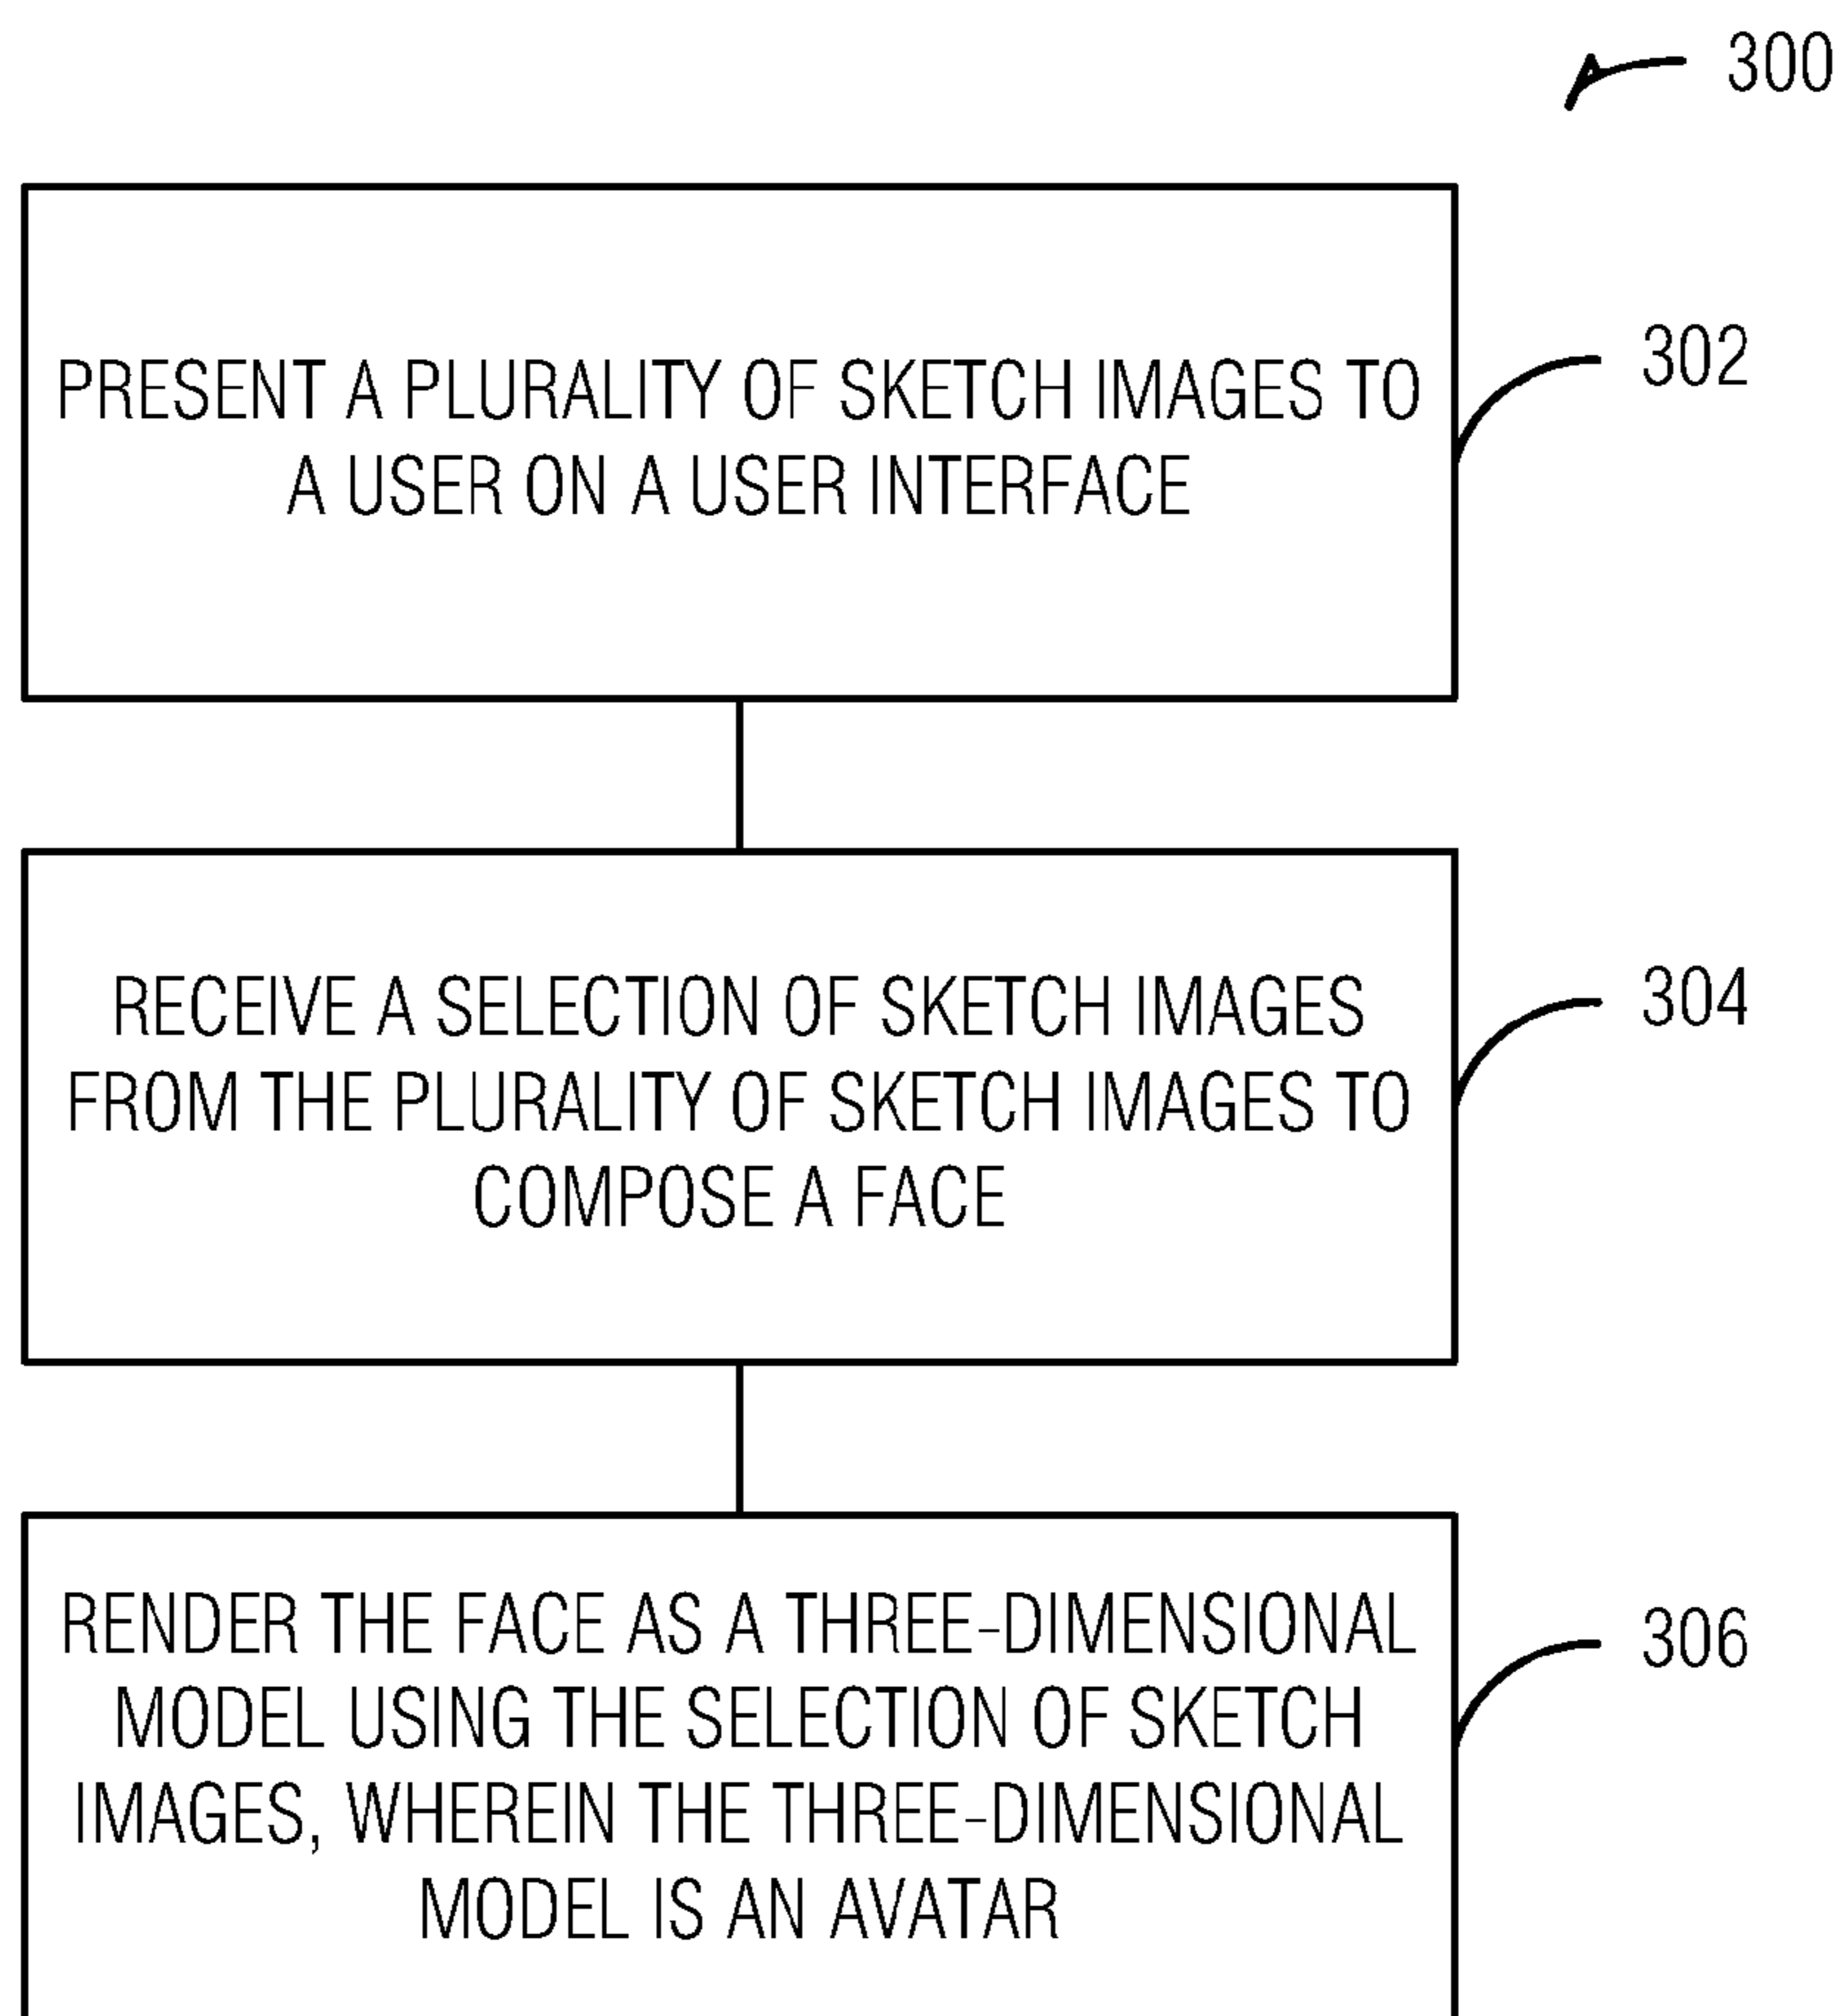 300
PRESENT A PLURALITY OF SKETCH IMAGES TO
A USER ON A USER INTERFACE
302
RECEIVE A SELECTION OF SKETCH IMAGES
FROM THE PLURALITY OF SKETCH IMAGES TO
COMPOSE A FACE
304
RENDER THE FACE AS A THREE-DIMENSIONAL
MODEL USING THE SELECTION OF SKETCH
IMAGES, WHEREIN THE THREE-DIMENSIONAL
MODEL IS AN AVATAR
306